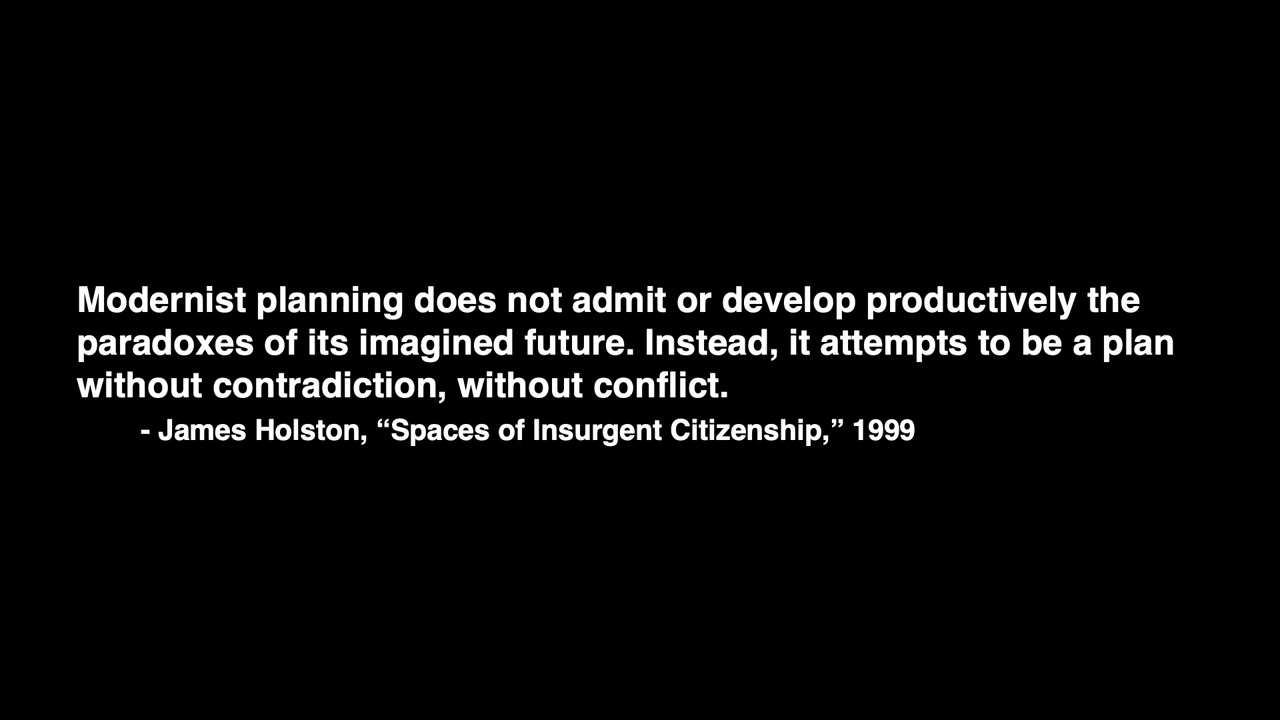 Modernist planning does not admit or develop productively the
paradoxes of its imagined future. Instead, it attempts to be a plan
without contradiction, without conflict.
- James Holston, “Spaces of Insurgent Citizenship,” 1999